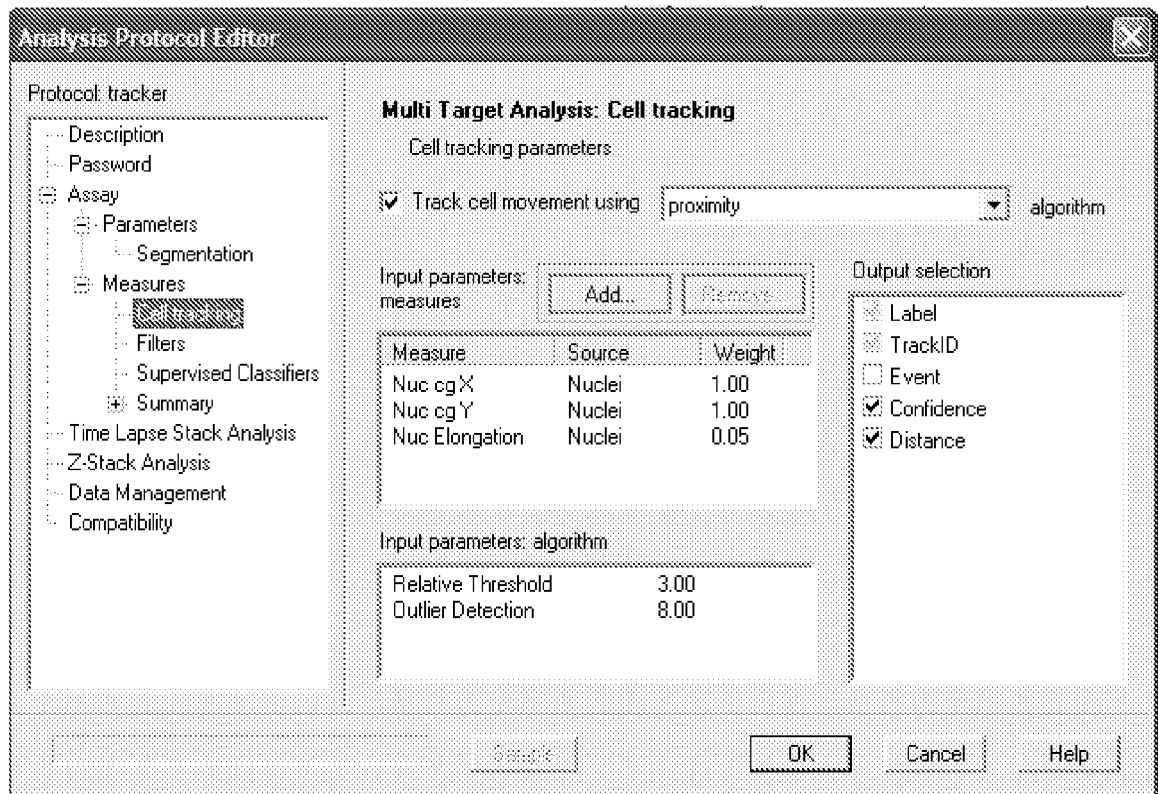 Analysis Protocol Editor
Protocol: tracker
Description
Password
Assay
Parameters
Segmentation
Measures
Cell tracking
Filters
Supervised Classifiers
Summary
Time Lapse Stack Analysis
Z-Stack Analysis
Data Management
Compatibility
Multi Target Analysis: Cell tracking
Cell tracking parameters
Track cell movement using proximity algorithm
Input parameters: measures
Add...
Remove...
Measure Source Weight
Nuc cg X Nuclei 1.00
Nuc cg Y Nuclei 1.00
Nuc Elongation Nuclei 0.05
Input parameters: algorithm
Relative Threshold 3.00
Outlier Detection 8.00
Output selection
Label
TrackID
Event
Confidence
Distance
Sample
OK
Cancel
Help